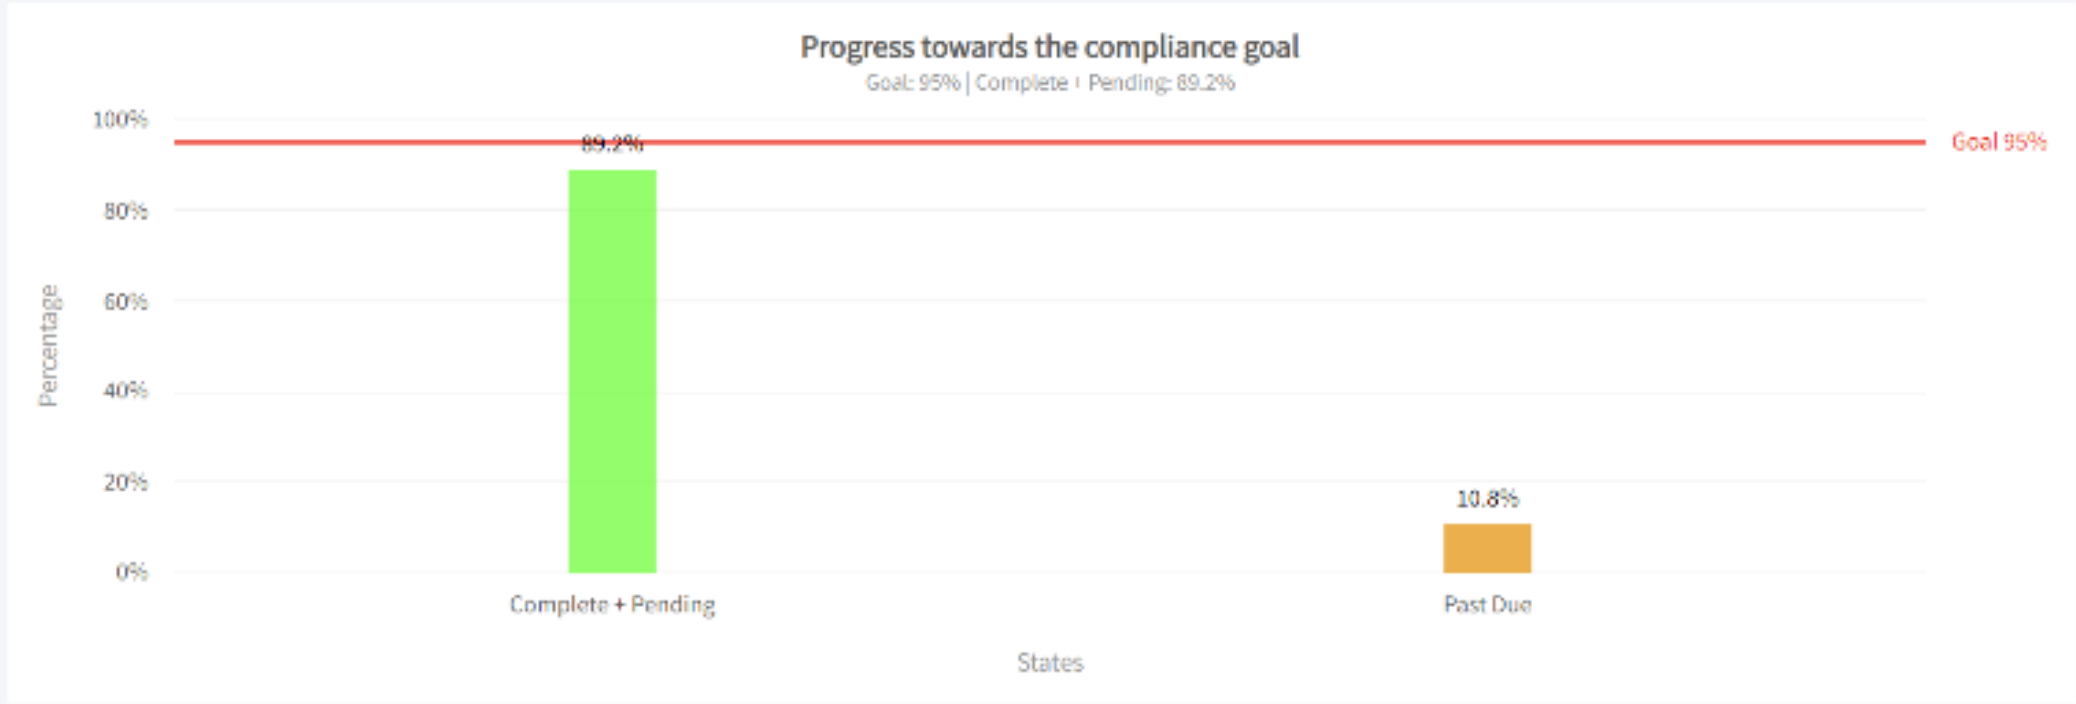 Progress towards the compliance goal
Goal: 95% | Complete + Pending: 89.2%
100%
89.2%
Goal 95%
80%
60%
Percentage
40%
20%
10.8%
0%
Complete + Pending
Past Due
States